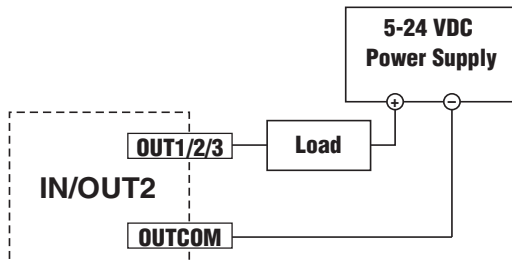 5-24 VDC
Power Supply
+
−
OUT1/2/3
Load
IN/OUT2
OUTCOM